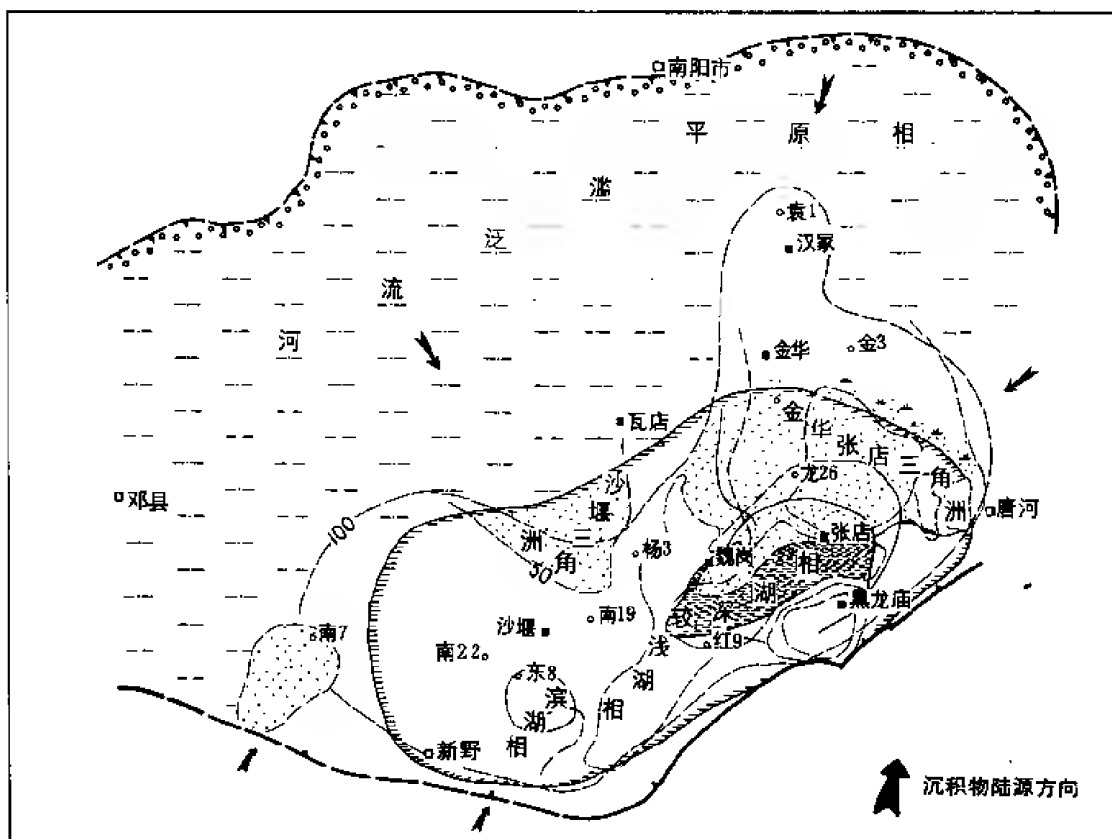 南阳市
河流泛滥平原相
袁1
汉冢
金华
金3
瓦店
金华张店三角洲
龙26
邓县
唐河
沙堰三角洲
100
50
杨3
魏岗
张店
较深湖相
黑龙庙
南7
沙堰
南19
红9
南22
东8
浅湖相
滨湖相
新野
沉积物陆源方向